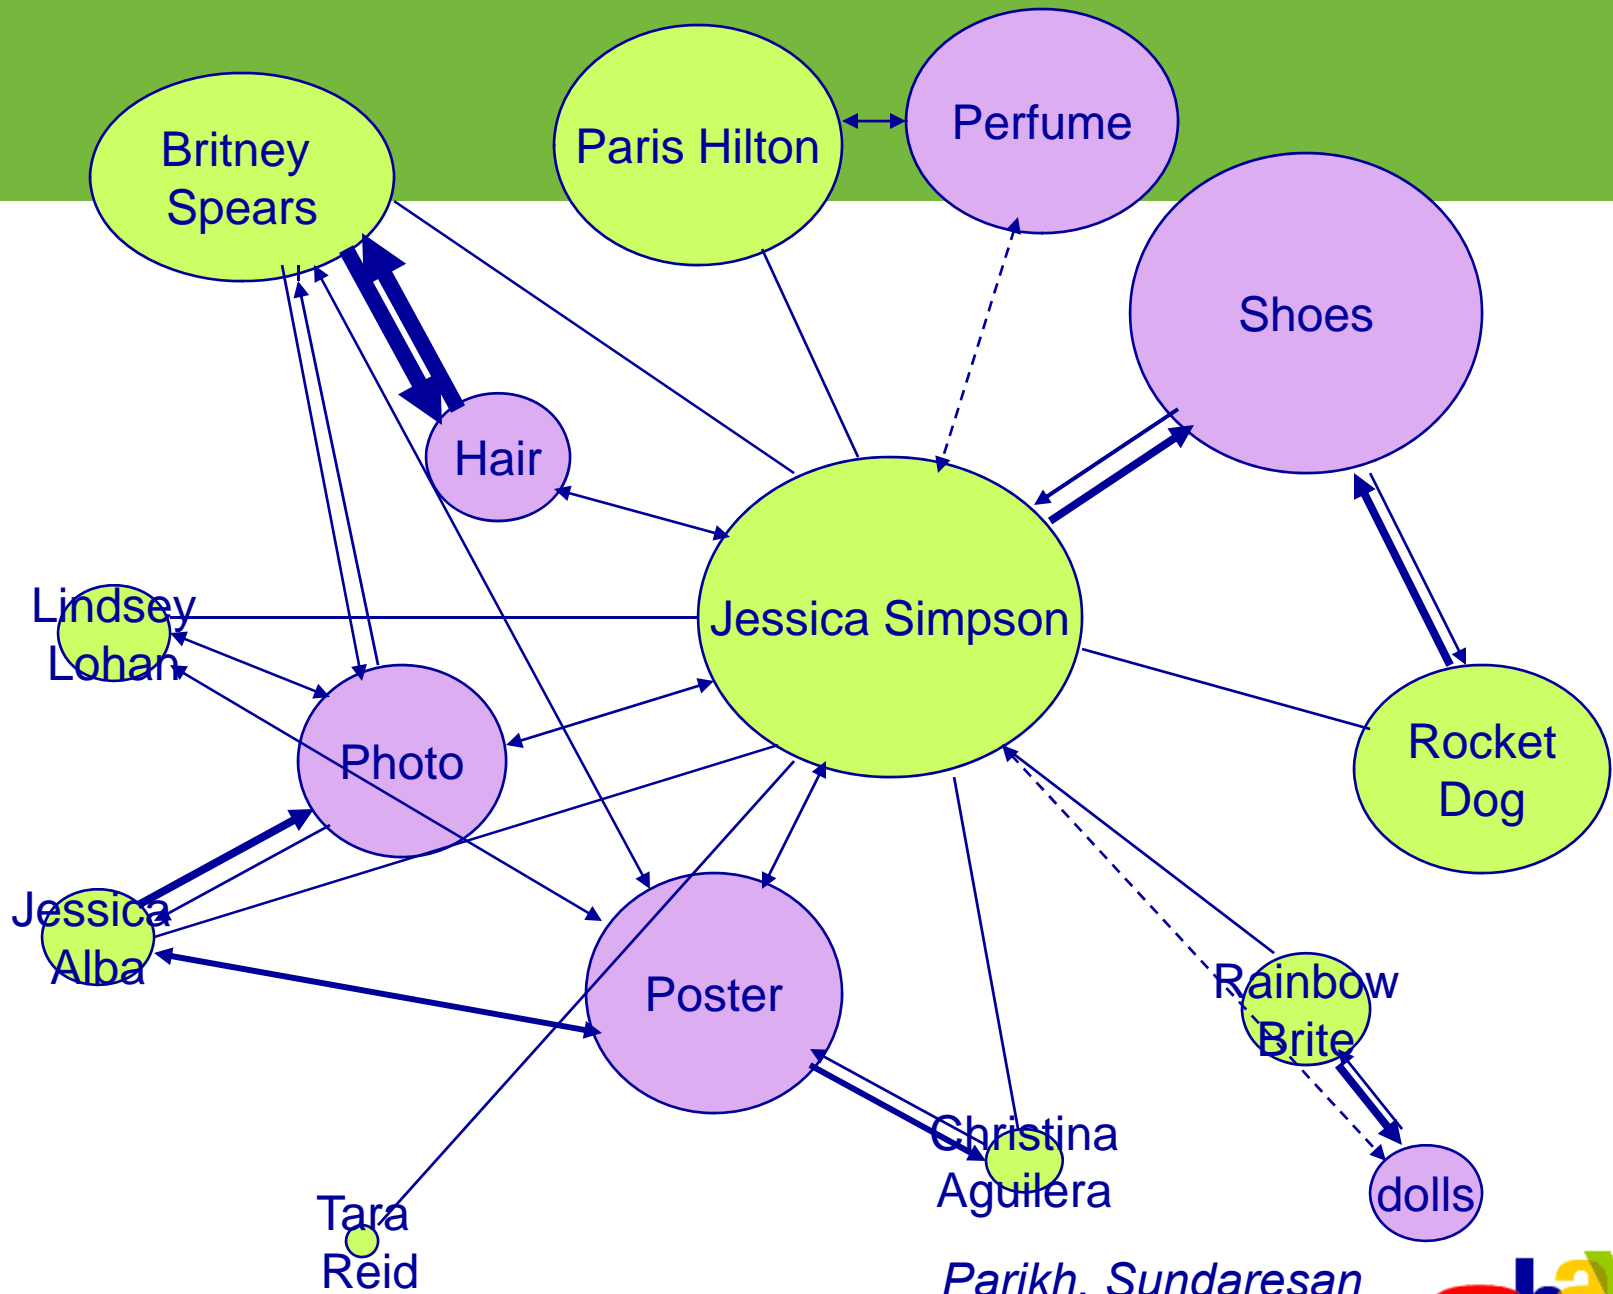 Perfume
Paris Hilton
Britney
Spears
Shoes
Hair
Lindsey
Lohan
Jessica Simpson
Photo
Rocket
Dog
Jessica
Alba
Poster
Rainbow
Brite
Christina
Aguilera
dolls
Tara
Reid
Parikh, Sundaresan